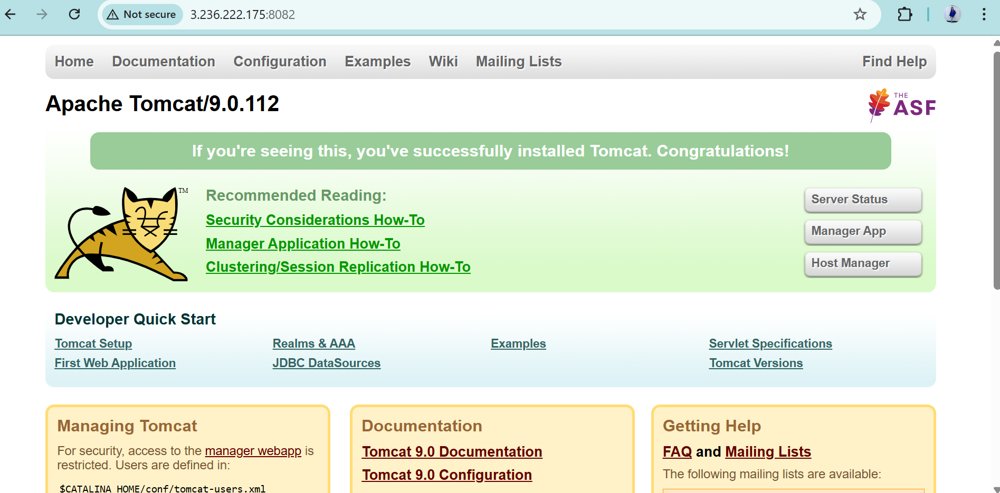 Not secure 3.236.222.175:8082
Home Documentation Configuration Examples Wiki Mailing Lists Find Help
Apache Tomcat/9.0.112
THE
ASF
If you're seeing this, you've successfully installed Tomcat. Congratulations!
TM
Recommended Reading:
Security Considerations How-To
Manager Application How-To
Clustering/Session Replication How-To
Server Status
Manager App
Host Manager
Developer Quick Start
Tomcat Setup
First Web Application
Realms & AAA
JDBC DataSources
Examples
Servlet Specifications
Tomcat Versions
Managing Tomcat
For security, access to the manager webapp is
restricted. Users are defined in:
$CATALINA_HOME/conf/tomcat-users.xml
Documentation
Tomcat 9.0 Documentation
Tomcat 9.0 Configuration
Getting Help
FAQ and Mailing Lists
The following mailing lists are available: